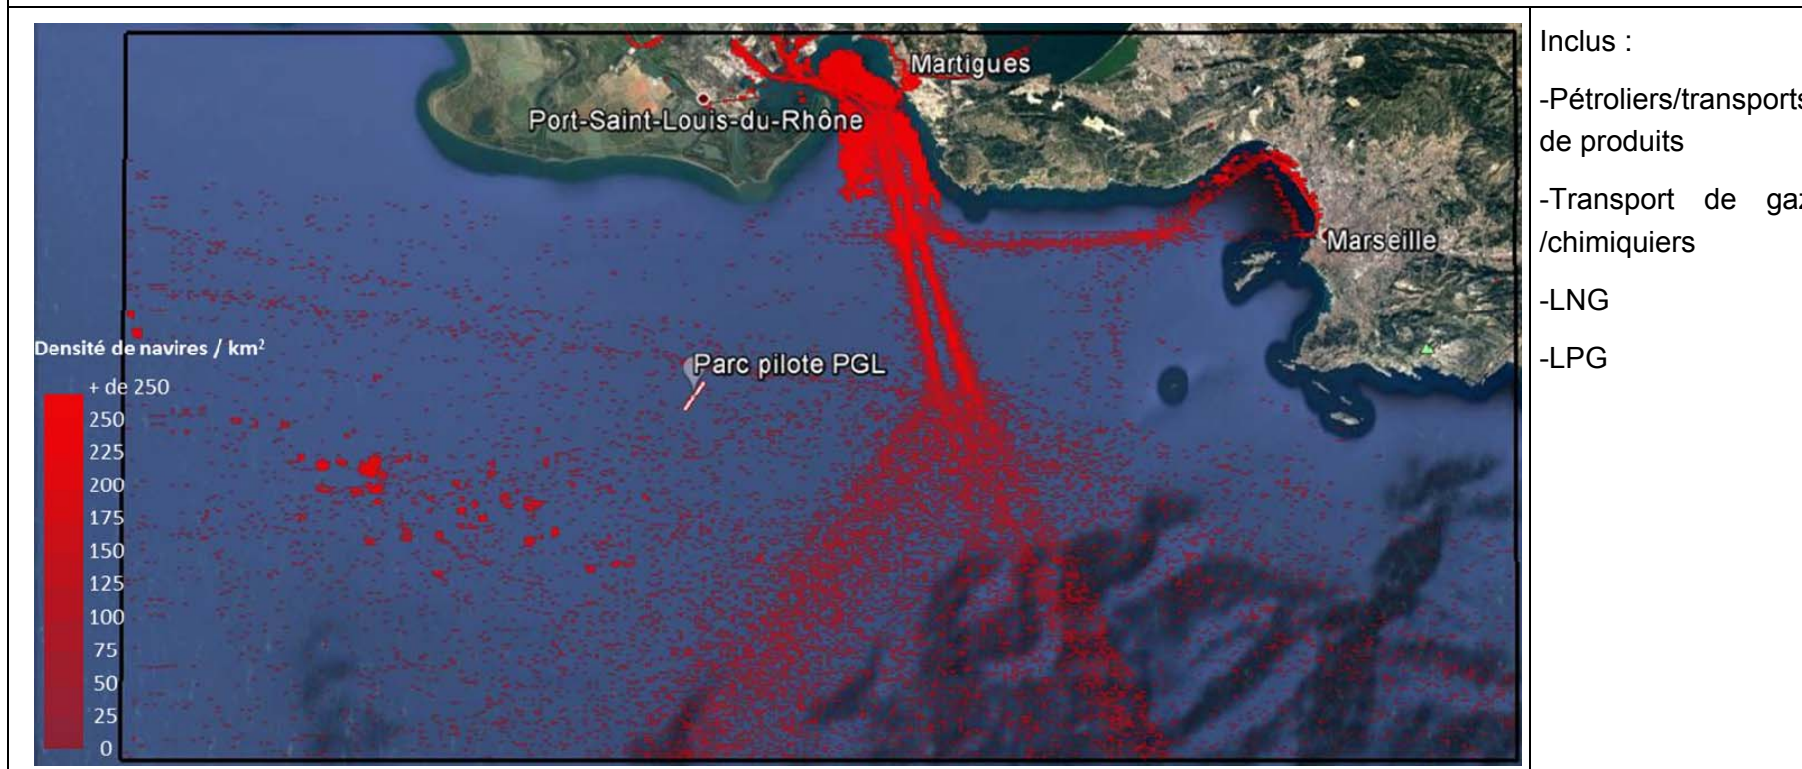 Martigues
Port-Saint-Louis-du-Rhône
Marseille
Parc pilote PGL
Densité de navires / km²
+ de 250
250
225
200
175
150
125
100
75
50
25
0
Inclus :
-Pétroliers/transports
de produits
-Transport de gaz
/chimiquiers
-LNG
-LPG